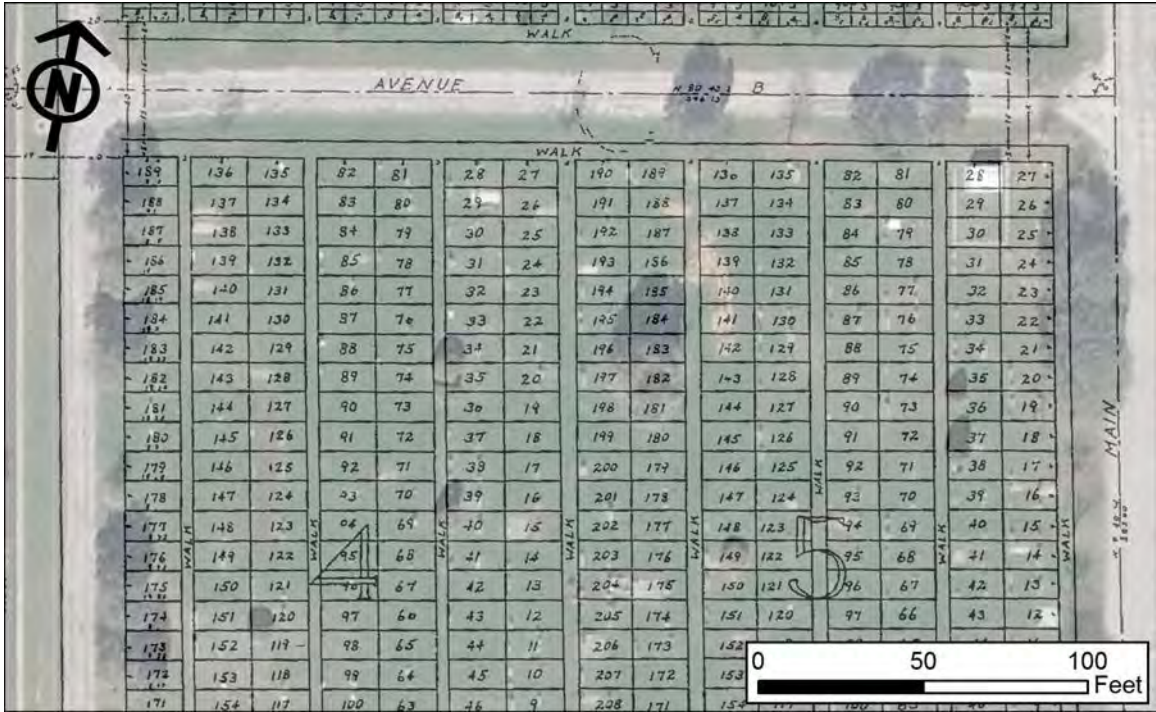 WALK
N
AVENUE B
WALK
189 136 135 82 81 28 27 190 189 136 135 82 81 28 27
188 137 134 83 80 29 26 191 188 137 134 83 80 29 26
187 138 133 84 79 30 25 192 187 138 133 84 79 30 25
186 139 132 85 78 31 24 193 186 139 132 85 78 31 24
185 140 131 86 77 32 23 194 185 140 131 86 77 32 23
184 141 130 87 76 33 22 195 184 141 130 87 76 33 22
183 142 129 88 75 34 21 196 183 142 129 88 75 34 21
182 143 128 89 74 35 20 197 182 143 128 89 74 35 20
181 144 127 90 73 36 19 198 181 144 127 90 73 36 19
180 145 126 91 72 37 18 199 180 145 126 91 72 37 18
179 146 125 92 71 38 17 200 179 146 125 92 71 38 17
178 147 124 93 70 39 16 201 178 147 124 93 70 39 16
177 148 123 94 69 40 15 202 177 148 123 94 69 40 15
176 149 122 95 68 41 14 203 176 149 122 95 68 41 14
175 150 121 96 67 42 13 204 175 150 121 96 67 42 13
174 151 120 97 66 43 12 205 174 151 120 97 66 43 12
173 152 119 98 65 44 11 206 173 152
172 153 118 99 64 45 10 207 172 153
171 154 117 100 63 46 9 208 171 154
WALK
WALK
WALK
WALK
WALK
WALK
WALK
WALK
4
5
MAIN
0 50 100
Feet